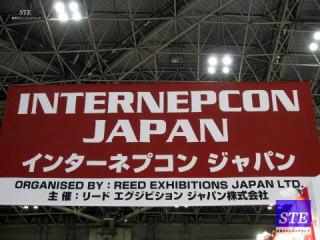 STE
INTERNEPCON
JAPAN
インターネプコン ジャパン
ORGANISED BY : REED EXHIBITIONS JAPAN LTD.
主 催 : リード エグジビション ジャパン株式会社
STE